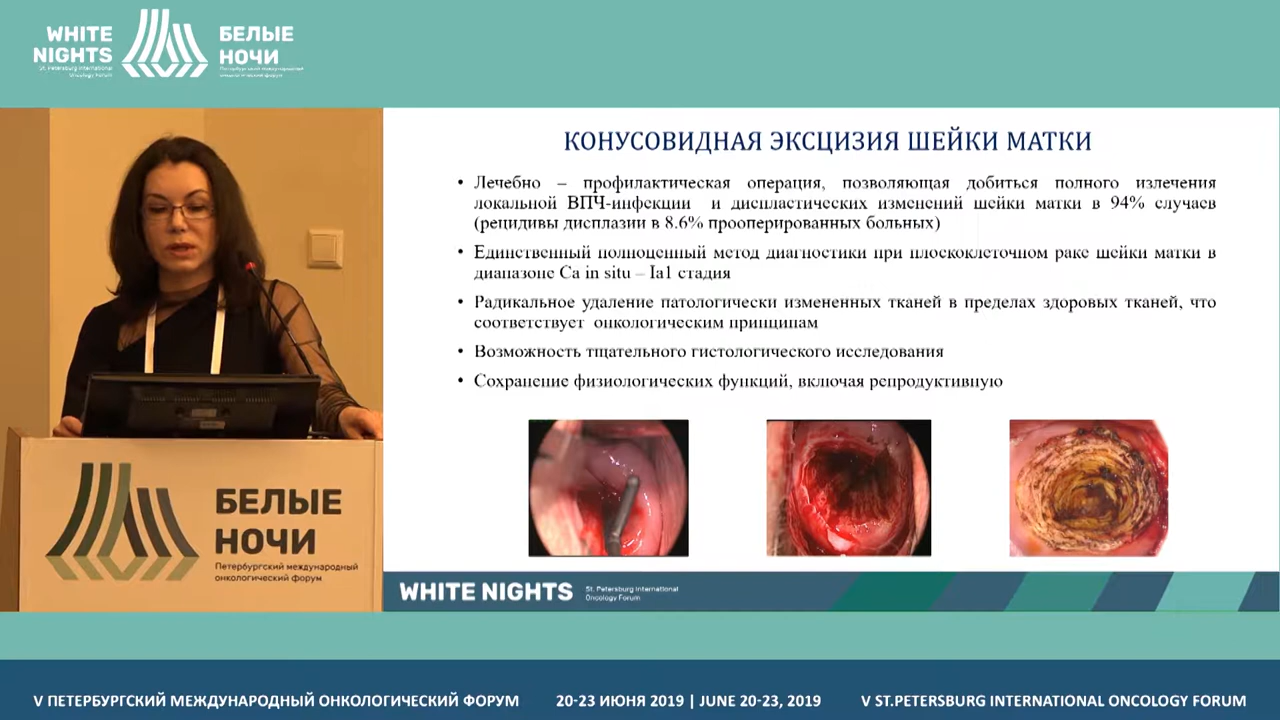 WHITE
NIGHTS
St. Petersburg International
Oncology Forum
БЕЛЫЕ
НОЧИ
Петербургский международный
онкологический форум
КОНУСОВИДНАЯ ЭКСЦИЗИЯ ШЕЙКИ МАТКИ
• Лечебно – профилактическая операция, позволяющая добиться полного излечения
локальной ВПЧ-инфекции и диспластических изменений шейки матки в 94% случаев
(рецидивы дисплазии в 8.6% прооперированных больных)
• Единственный полноценный метод диагностики при плоскоклеточном раке шейки матки в
диапазоне Ca in situ – Ia1 стадия
• Радикальное удаление патологически измененных тканей в пределах здоровых тканей, что
соответствует онкологическим принципам
• Возможность тщательного гистологического исследования
• Сохранение физиологических функций, включая репродуктивную
БЕЛЫЕ
НОЧИ
Петербургский международный
онкологический форум
WHITE NIGHTS
St. Petersburg International
Oncology Forum
V ПЕТЕРБУРГСКИЙ МЕЖДУНАРОДНЫЙ ОНКОЛОГИЧЕСКИЙ ФОРУМ
20-23 ИЮНЯ 2019 | JUNE 20-23, 2019
V ST.PETERSBURG INTERNATIONAL ONCOLOGY FORUM